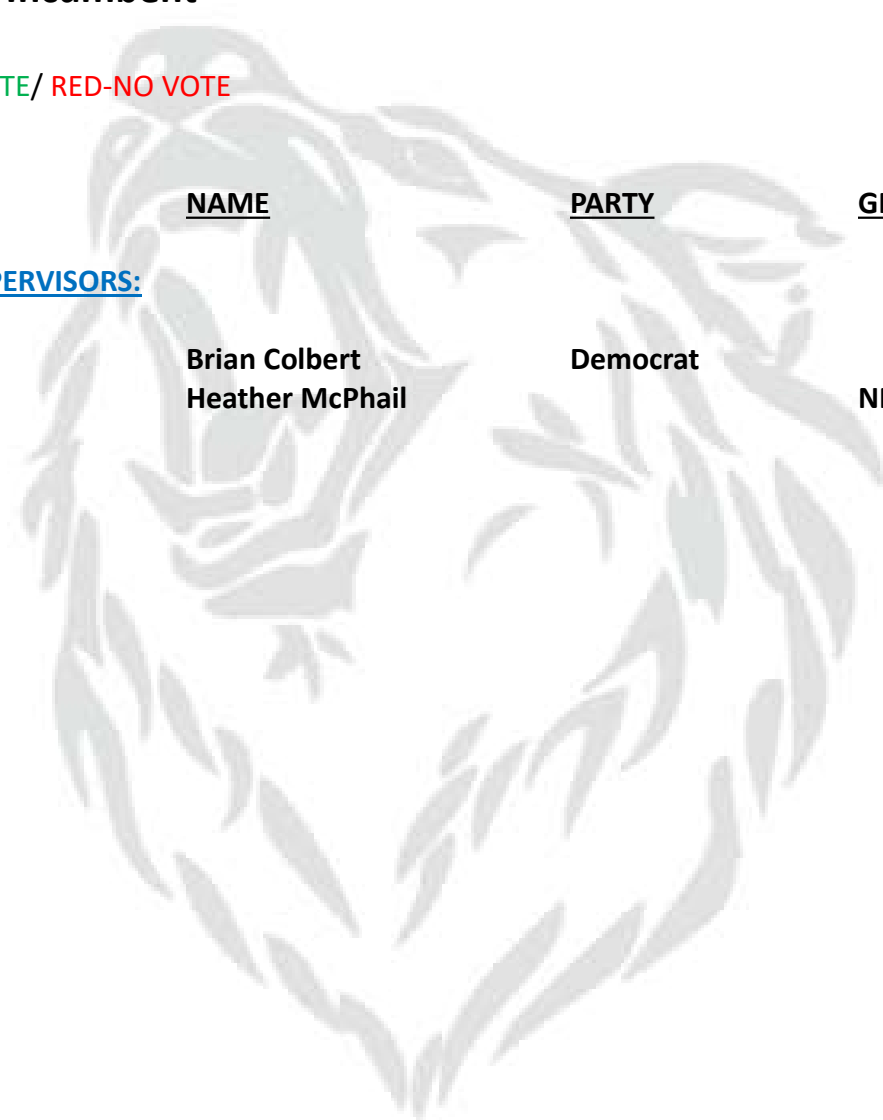 TE/ RED-NO VOTE
NAME PARTY
PERVISORS:
Brian Colbert Democrat
Heather McPhail